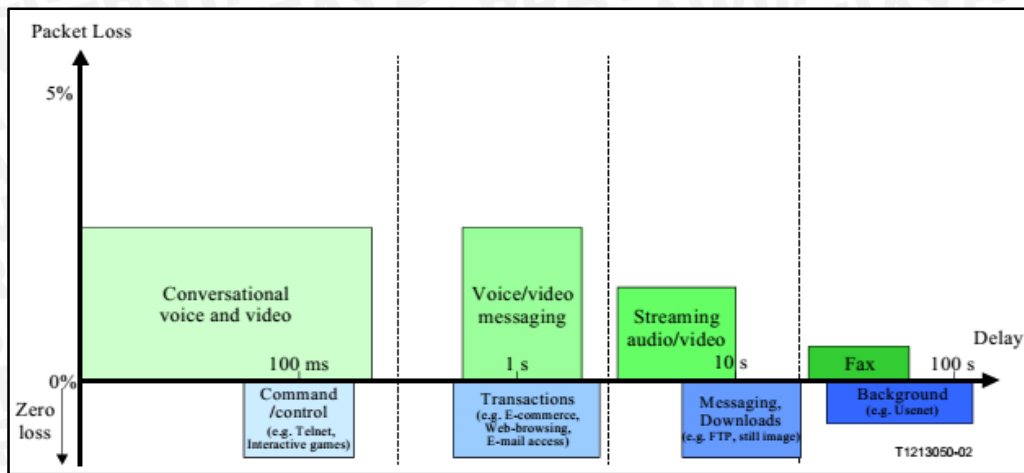 Packet Loss
5%
Conversational
voice and video
Voice/video
messaging
Streaming
audio/video
Delay
100 ms
1 s
10 s
Fax
100 s
0%
Zero
loss
Command
/control
(e.g. Telnet,
Interactive games)
Transactions
(e.g. E-commerce,
Web-browsing,
E-mail access)
Messaging,
Downloads
(e.g. FTP, still image)
Background
(e.g. Usenet)
T1213050-02